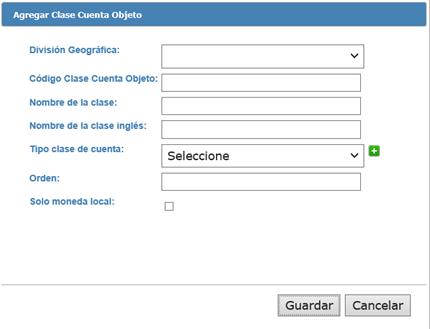 Agregar Clase Cuenta Objeto
División Geográfica:
Código Clase Cuenta Objeto:
Nombre de la clase:
Nombre de la clase inglés:
Tipo clase de cuenta: Seleccione
Orden:
Solo moneda local:
Guardar Cancelar